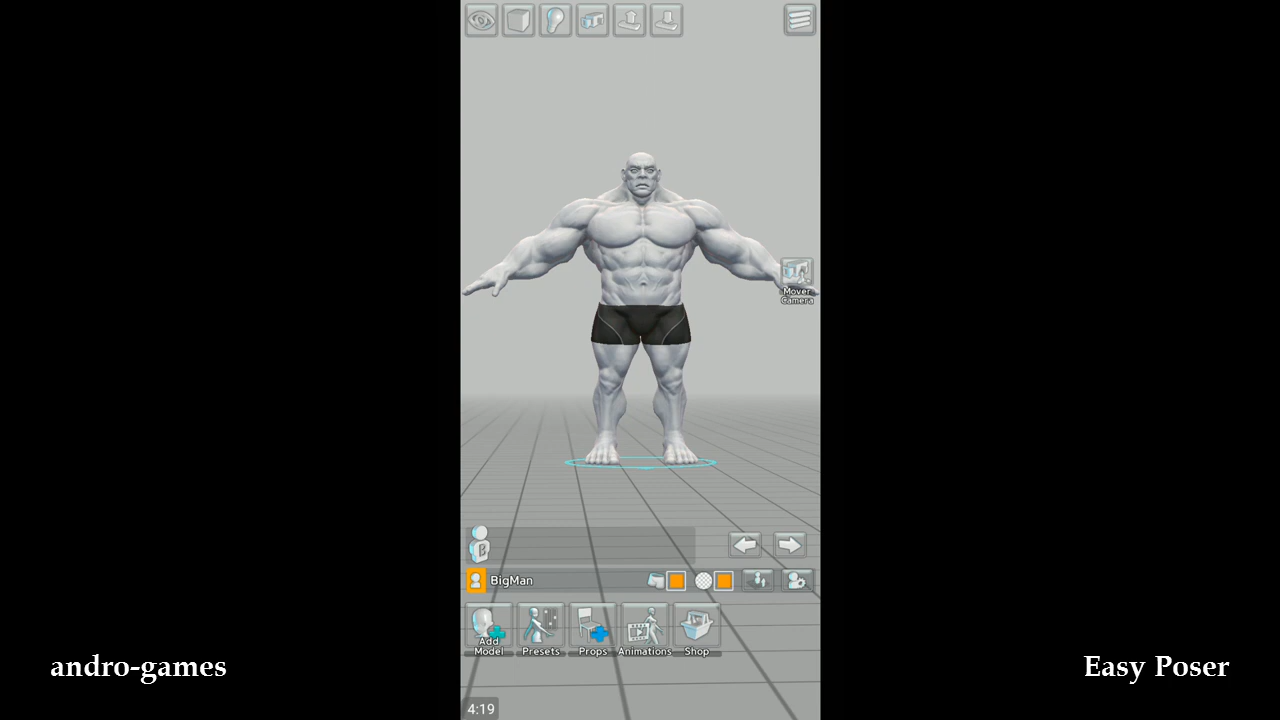 Mover
Camera
B
BigMan
Add
Model
Presets
Props
Animations
Shop
andro-games
Easy Poser
4:19